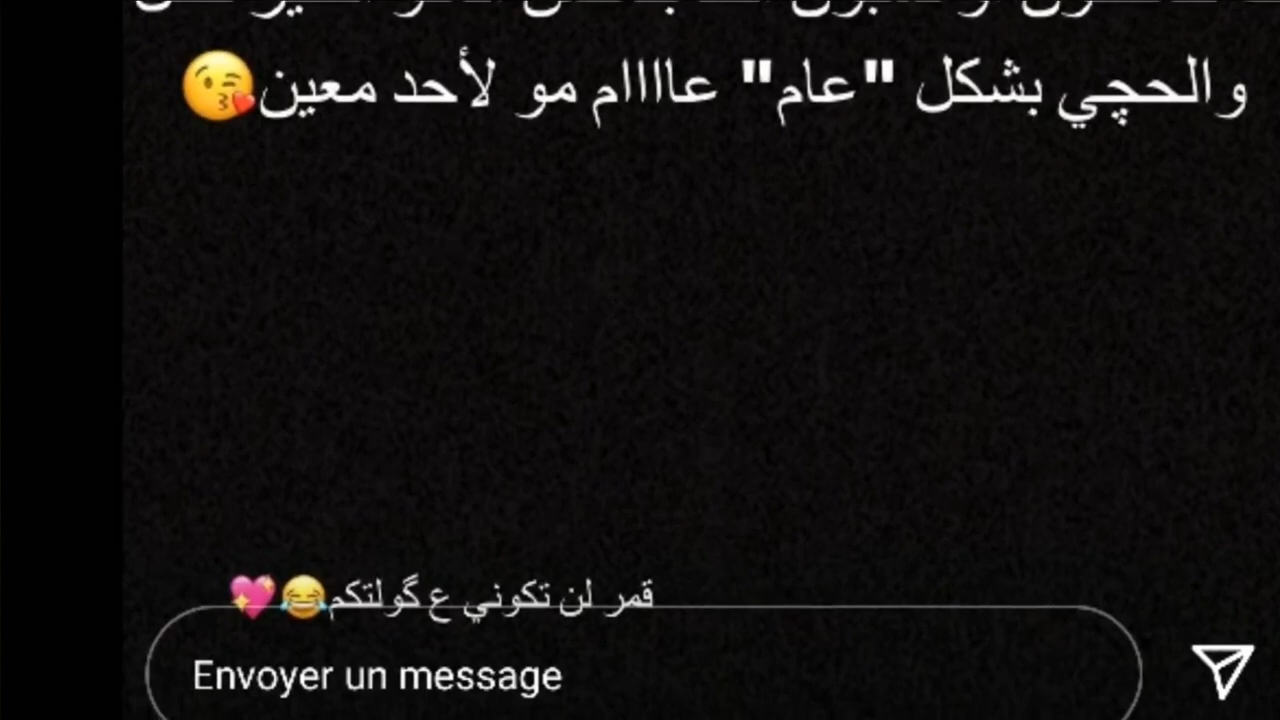 والحچي بشكل "عام" عاااام مو لأحد معين😘
قمر لن تكوني ع گولتكم😂💖
Envoyer un message